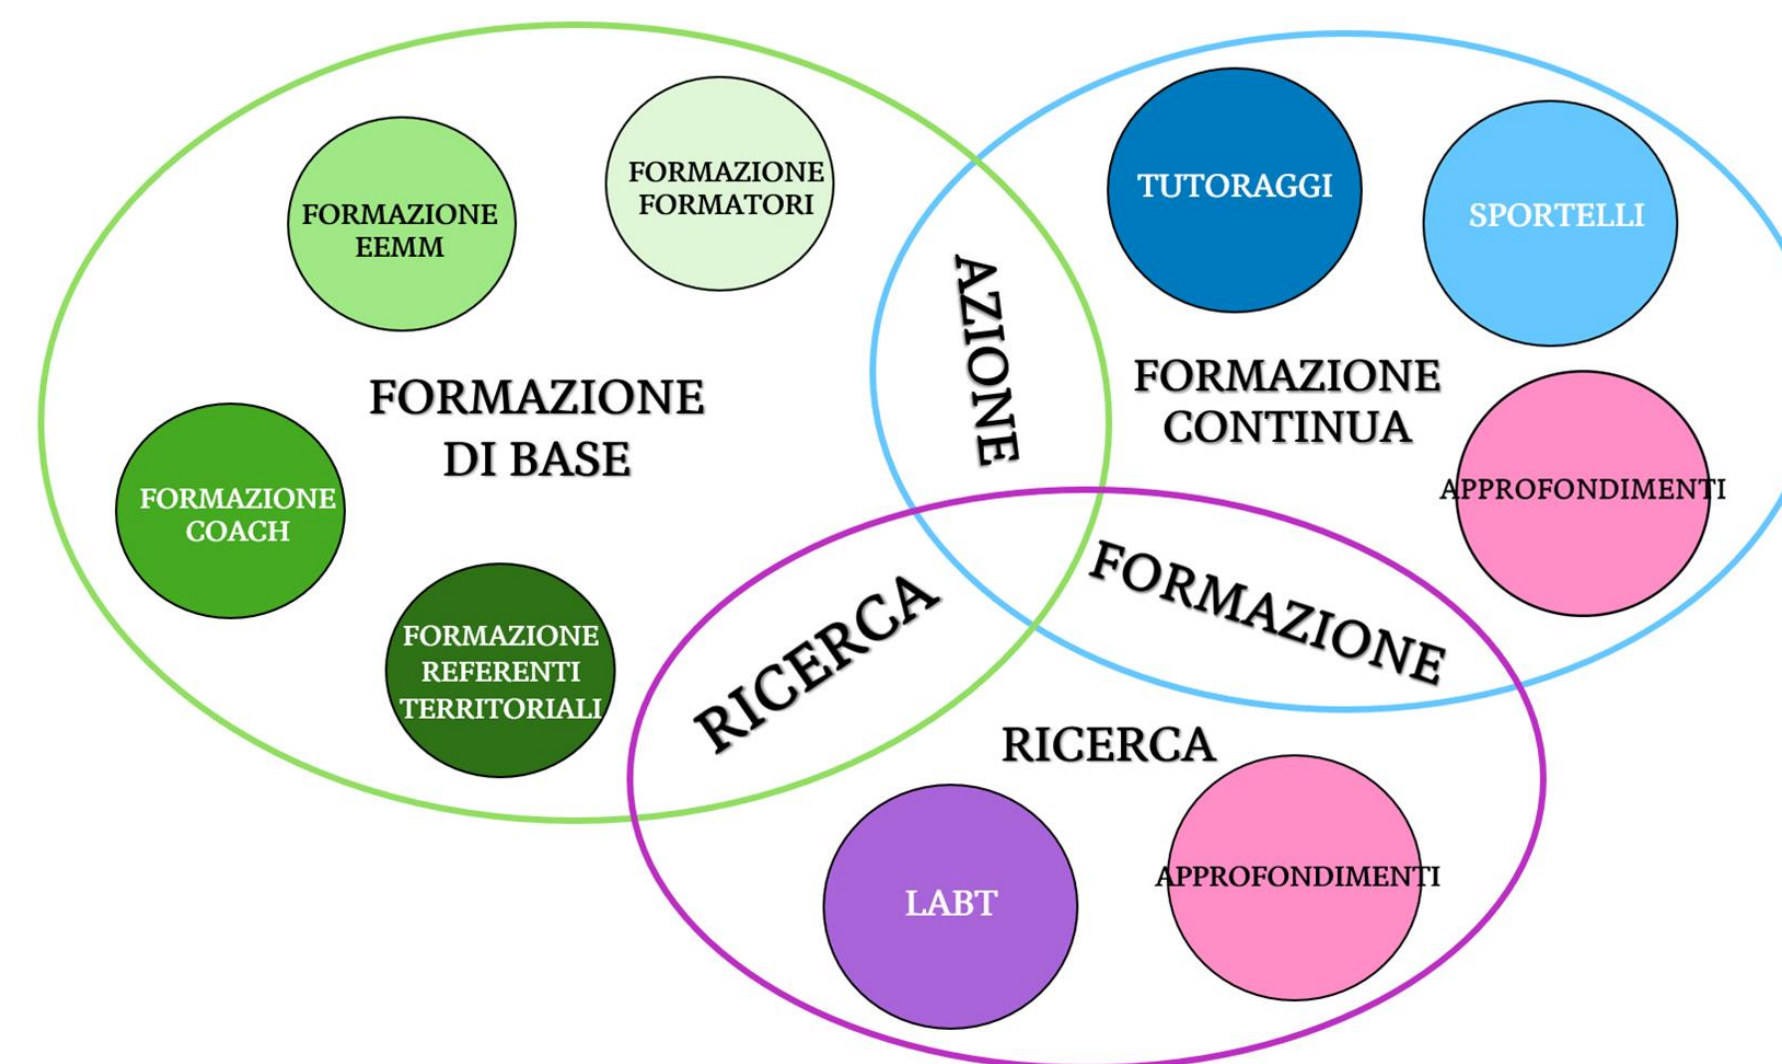 FORMAZIONE
EEMM
FORMAZIONE
FORMATORI
FORMAZIONE
DI BASE
FORMAZIONE
COACH
FORMAZIONE
REFERENTI
TERRITORIALI
AZIONE
TUTORAGGI
SPORTELLI
FORMAZIONE
CONTINUA
APPROFONDIMENTI
RICERCA
FORMAZIONE
RICERCA
LABT
APPROFONDIMENTI